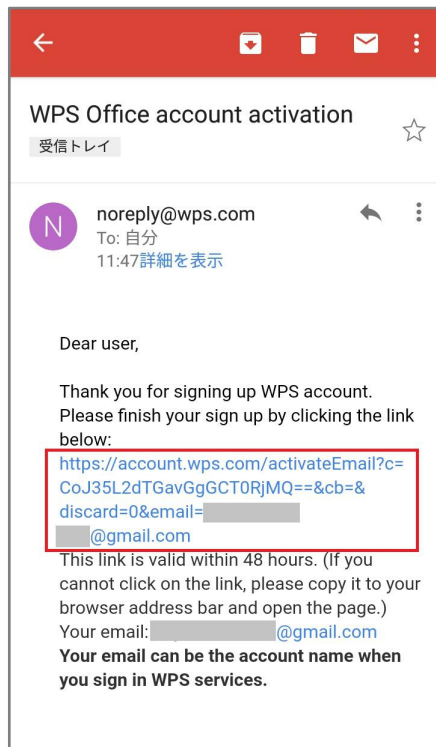 WPS Office account activation
受信トレイ
N
noreply@wps.com
To: 自分
11:47詳細を表示
Dear user,
Thank you for signing up WPS account.
Please finish your sign up by clicking the link
below:
https://account.wps.com/activateEmail?c=
CoJ35L2dTGavGgGCT0RjMQ==&cb=&
discard=0&email=
@gmail.com
This link is valid within 48 hours. (If you
cannot click on the link, please copy it to your
browser address bar and open the page.)
Your email: @gmail.com
Your email can be the account name when
you sign in WPS services.